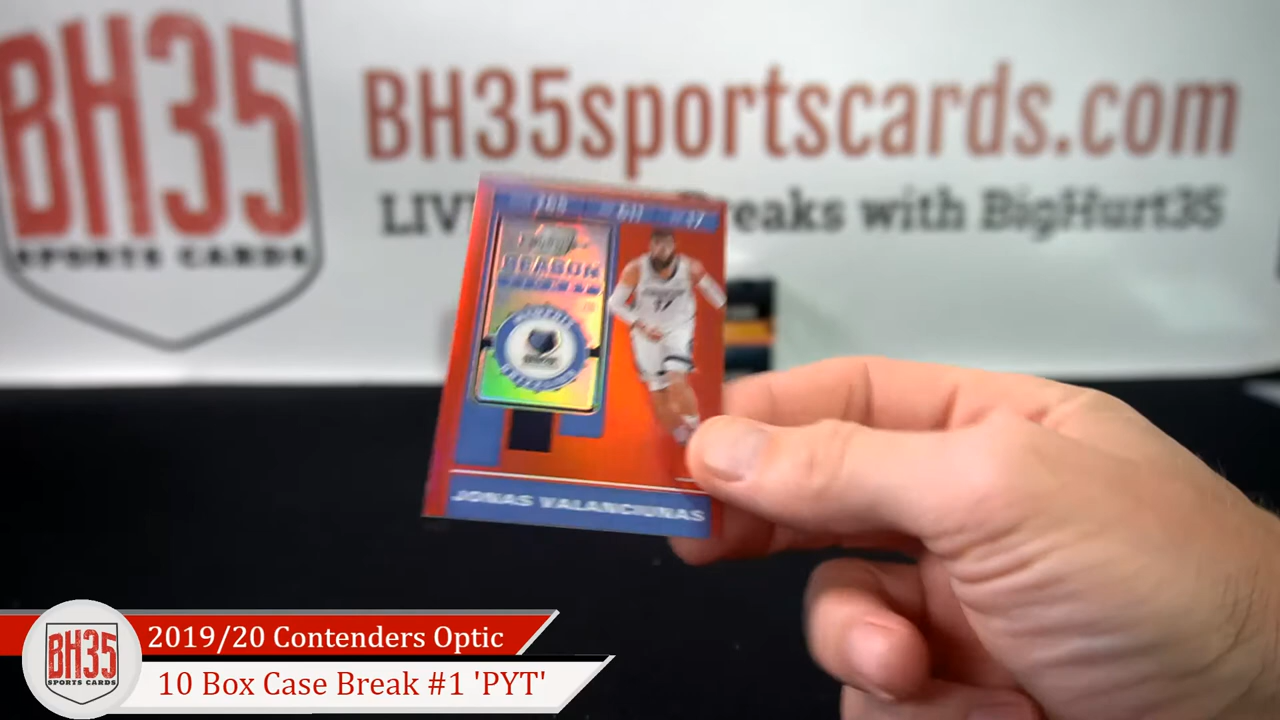 BH35
SPORTS CARDS
BH35sportscards.com
LIV reaks with BigHurt35
SEASON
JONAS VALANCIUNAS
BH35
SPORTS CARDS
2019/20 Contenders Optic
10 Box Case Break #1 'PYT'